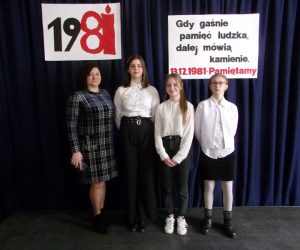 1981
Gdy gaśnie
pamięć ludzka,
dalej mówią
kamienie.
13.12.1981-Pamiętamy